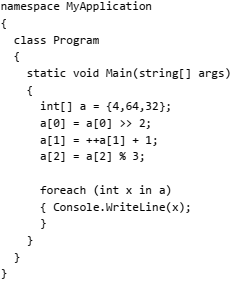 namespace MyApplication
{
  class Program
  {
    static void Main(string[] args)
    {
      int[] a = {4,64,32};
      a[0] = a[0] >> 2;
      a[1] = ++a[1] + 1;
      a[2] = a[2] % 3;

      foreach (int x in a)
      { Console.WriteLine(x);
      }
    }
  }
}